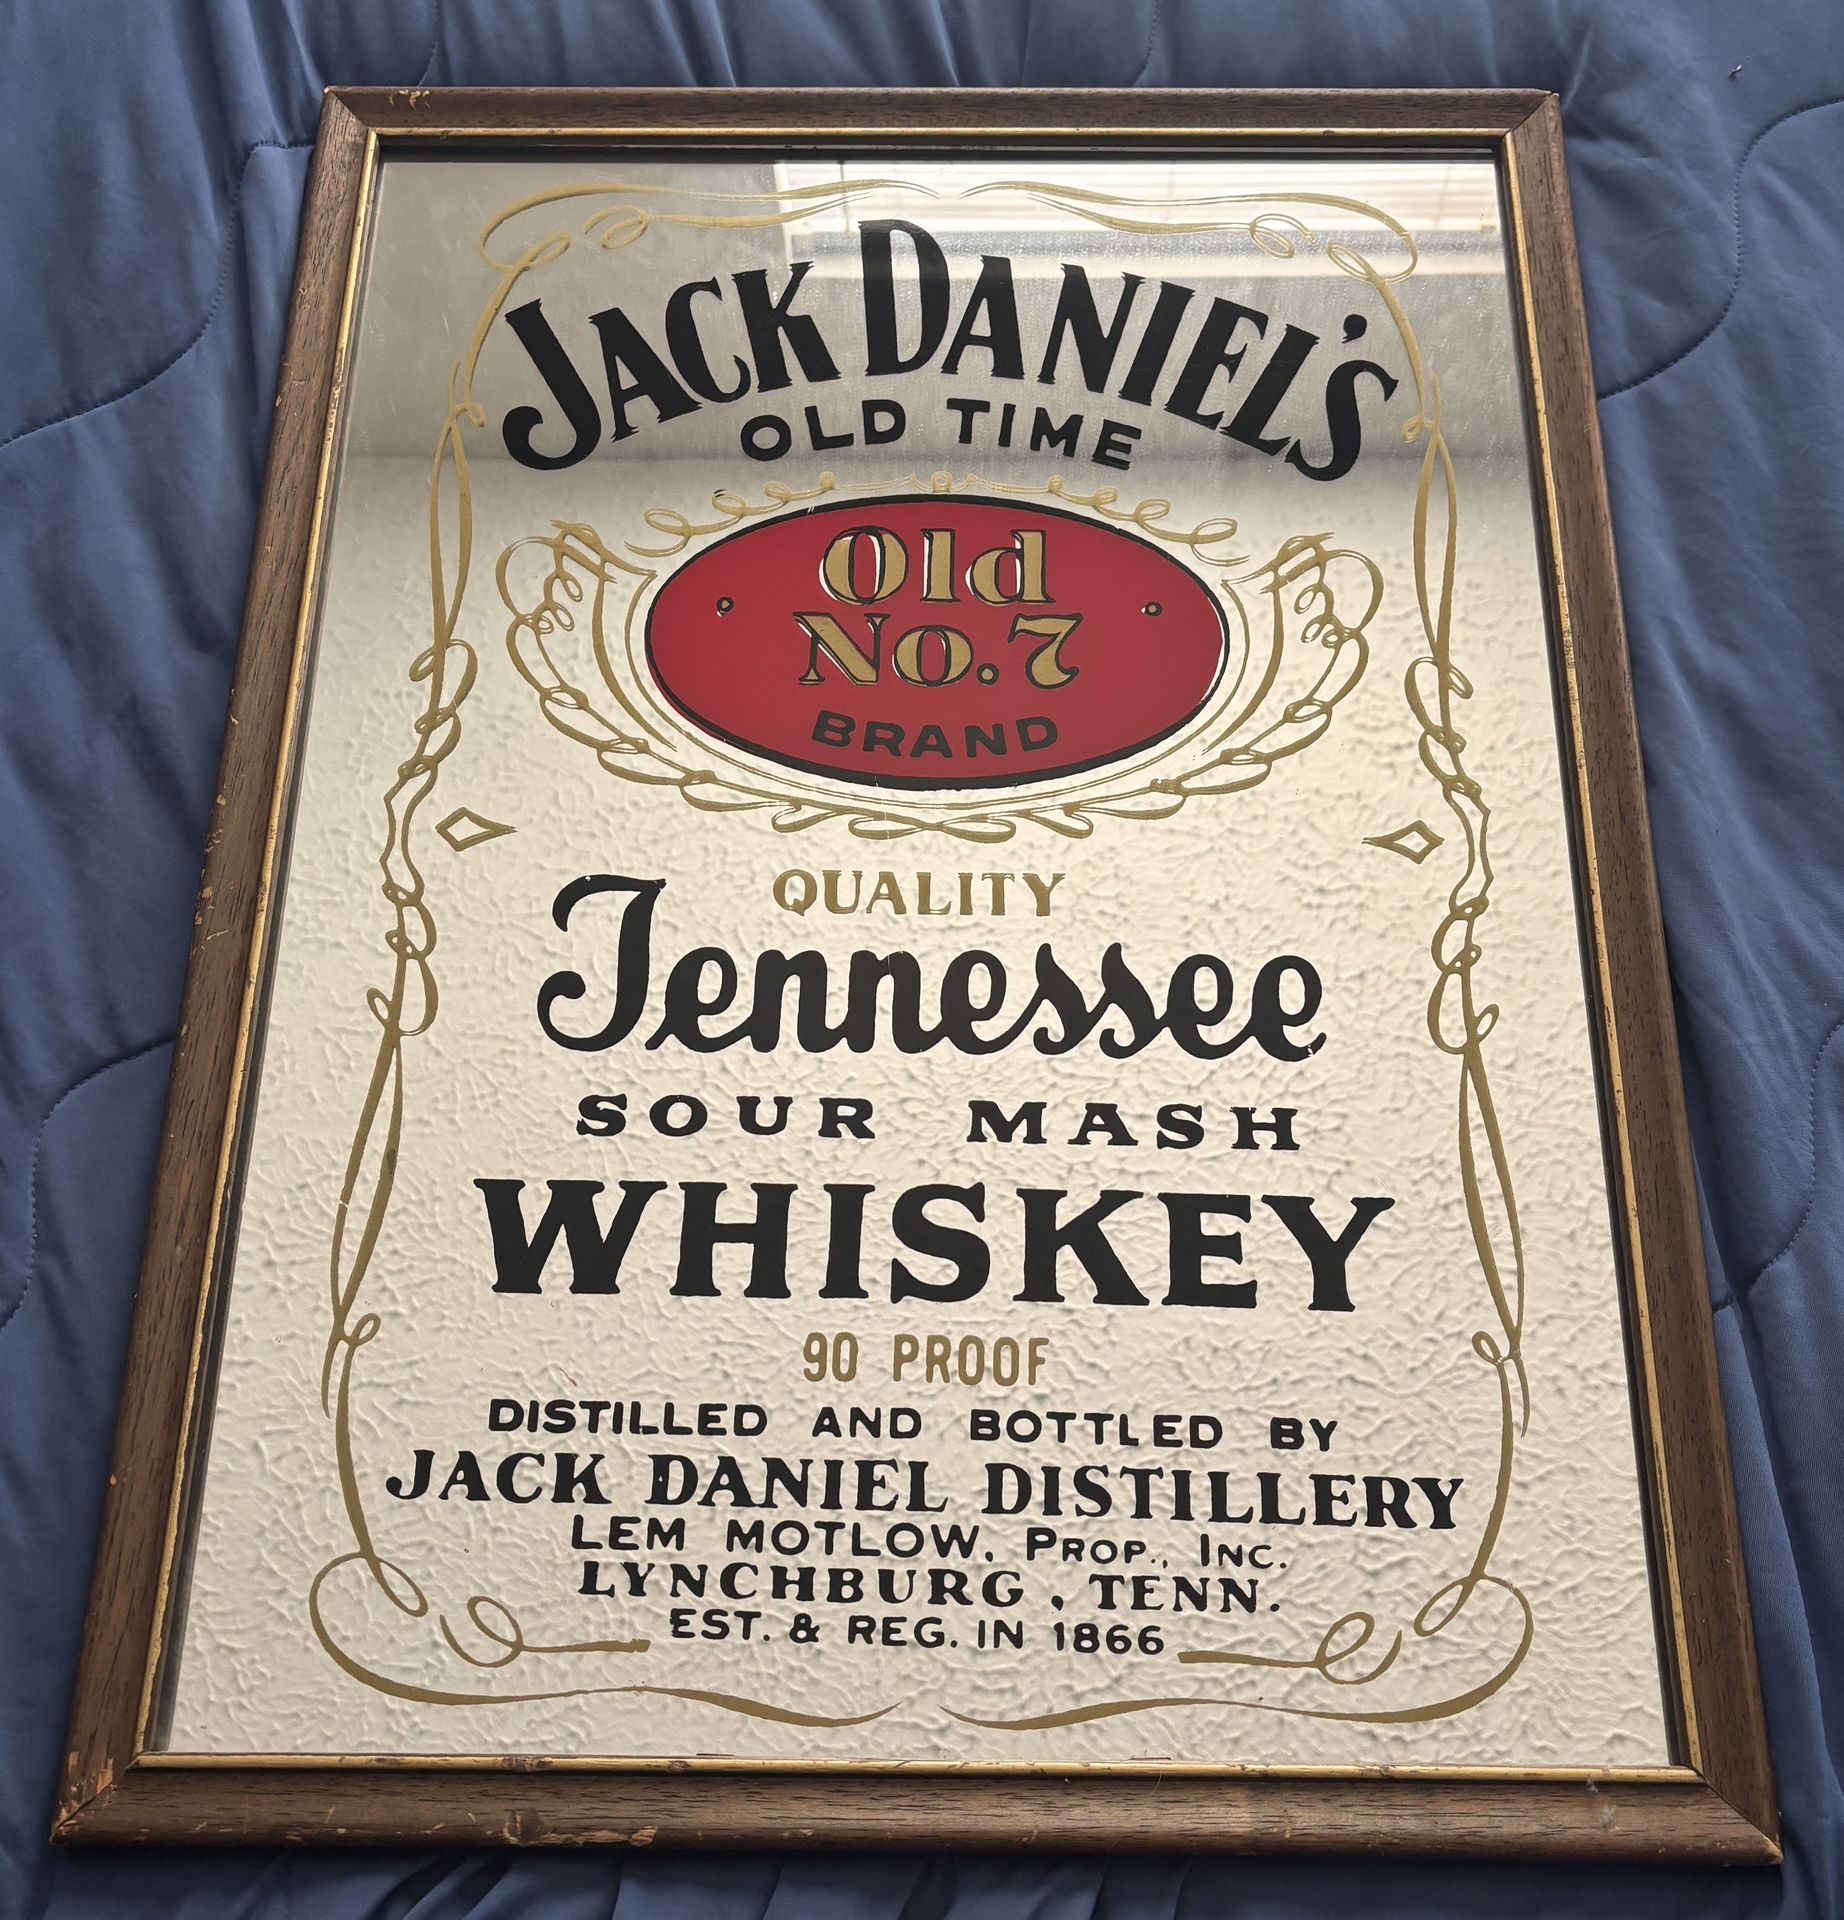 JACK DANIEL'S
OLD TIME
Old
No.7
BRAND
QUALITY
Tennessee
SOUR MASH
WHISKEY
90 PROOF
DISTILLED AND BOTTLED BY
JACK DANIEL DISTILLERY
LEM MOTLOW, PROP., INC.
LYNCHBURG, TENN.
EST. & REG. IN 1866